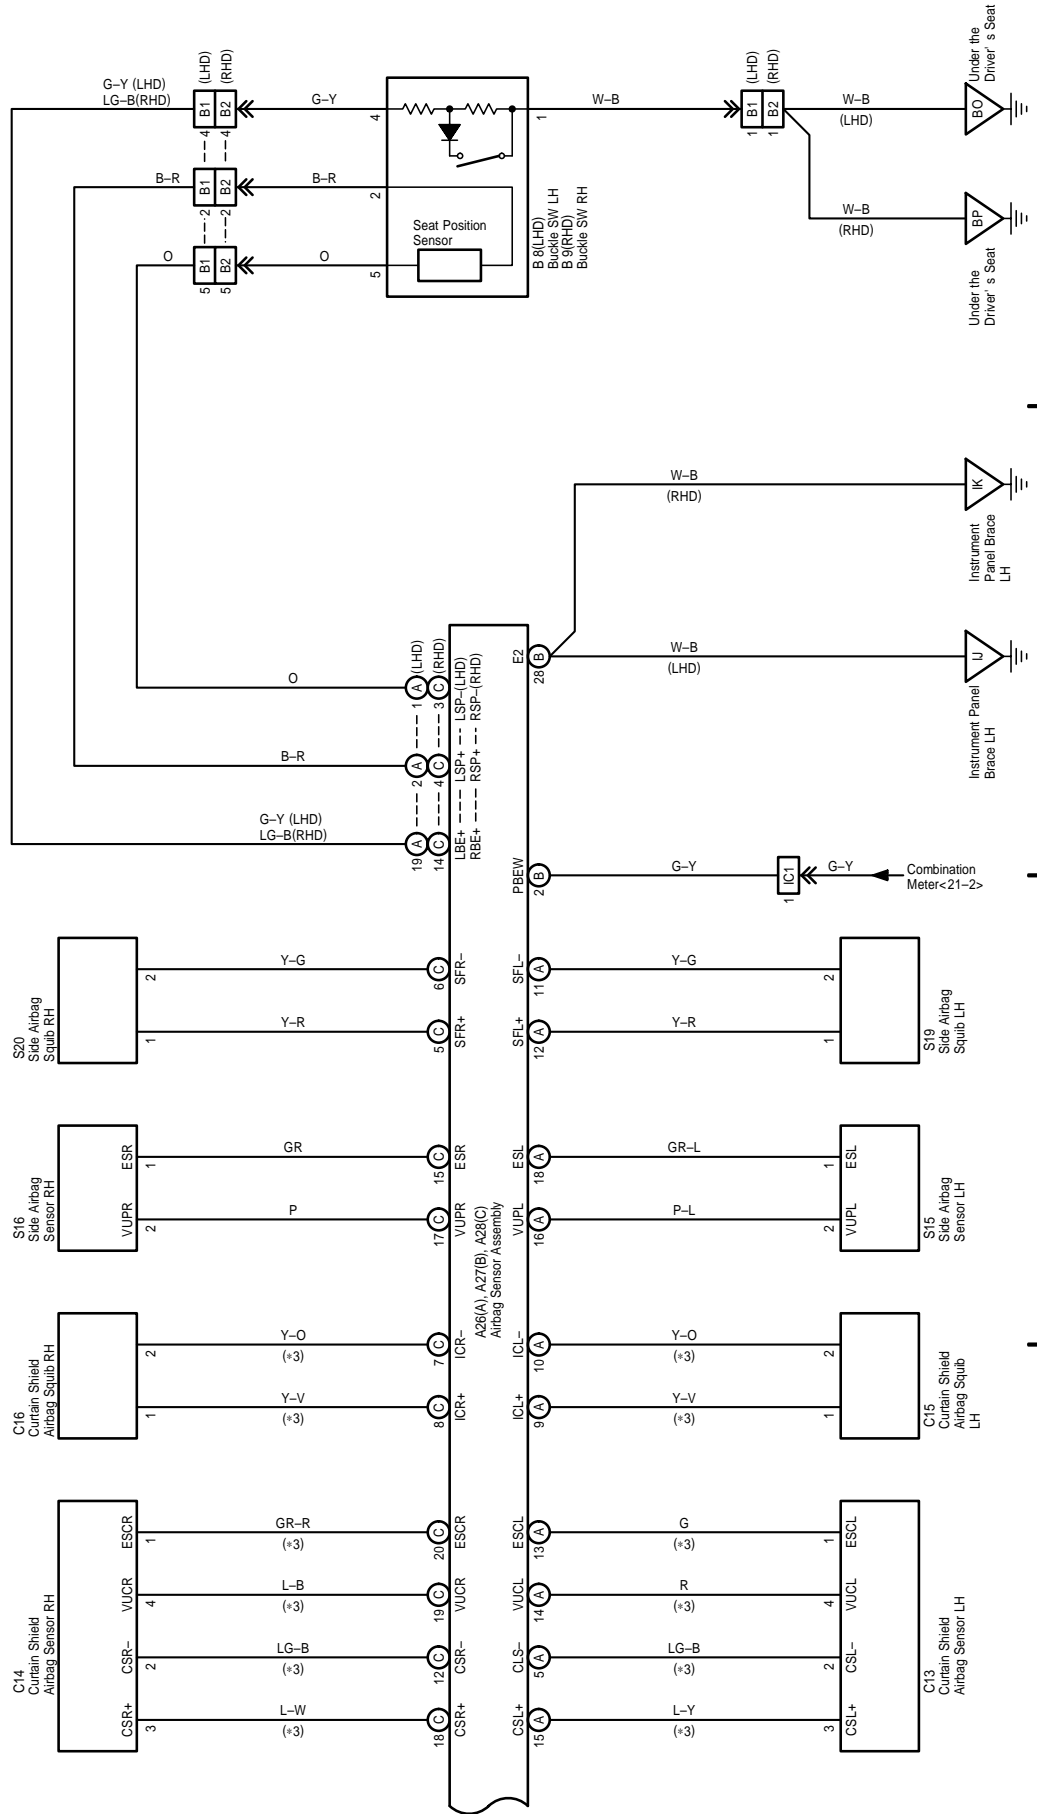 G–Y (LHD)
LG–B(RHD)
(LHD)
(RHD)
B1
B2
4
4
G–Y
4
1
W–B
(LHD)
(RHD)
B1
B2
1
1
W–B
(LHD)
BO
Under the
Driver' s Seat
B–R
B1
B2
2
2
B–R
2
O
B1
B2
5
5
O
5
Seat Position
Sensor
B 8(LHD)
Buckle SW LH
B 9(RHD)
Buckle SW RH
W–B
(RHD)
BP
Under the
Driver' s Seat
W–B
(RHD)
IK
Instrument
Panel Brace
LH
O
A
C
1
3
(LHD)
(RHD)
LSP–(LHD)
RSP–(RHD)
E2
B
28
W–B
(LHD)
IJ
Instrument Panel
Brace LH
B–R
A
C
2
4
LSP+
RSP+
G–Y (LHD)
LG–B(RHD)
A
C
19
14
LBE+
RBE+
PBEW
B
2
G–Y
IC1
1
G–Y
Combination
Meter<21–2>
S20
Side Airbag
Squib RH
2
Y–G
C
6
SFR–
SFL–
A
11
Y–G
2
1
Y–R
C
5
SFR+
SFL+
A
12
Y–R
1
S19
Side Airbag
Squib LH
S16
Side Airbag
Sensor RH
ESR
1
GR
C
15
ESR
ESL
A
18
GR–L
1
ESL
VUPR
2
P
C
17
VUPR
VUPL
A
16
P–L
2
VUPL
S15
Side Airbag
Sensor LH
A26(A), A27(B), A28(C)
Airbag Sensor Assembly
C16
Curtain Shield
Airbag Squib RH
2
Y–O
(*3)
C
7
ICR–
ICL–
A
10
Y–O
(*3)
2
1
Y–V
(*3)
C
8
ICR+
ICL+
A
9
Y–V
(*3)
1
C15
Curtain Shield
Airbag Squib
LH
C14
Curtain Shield
Airbag Sensor RH
ESCR
1
GR–R
(*3)
C
20
ESCR
ESCL
A
13
G
(*3)
1
ESCL
VUCR
4
L–B
(*3)
C
19
VUCR
VUCL
A
14
R
(*3)
4
VUCL
CSR–
2
LG–B
(*3)
C
12
CSR–
CLS–
A
5
LG–B
(*3)
2
CSL–
CSR+
3
L–W
(*3)
C
18
CSR+
CSL+
A
15
L–Y
(*3)
3
CSL+
C13
Curtain Shield
Airbag Sensor LH